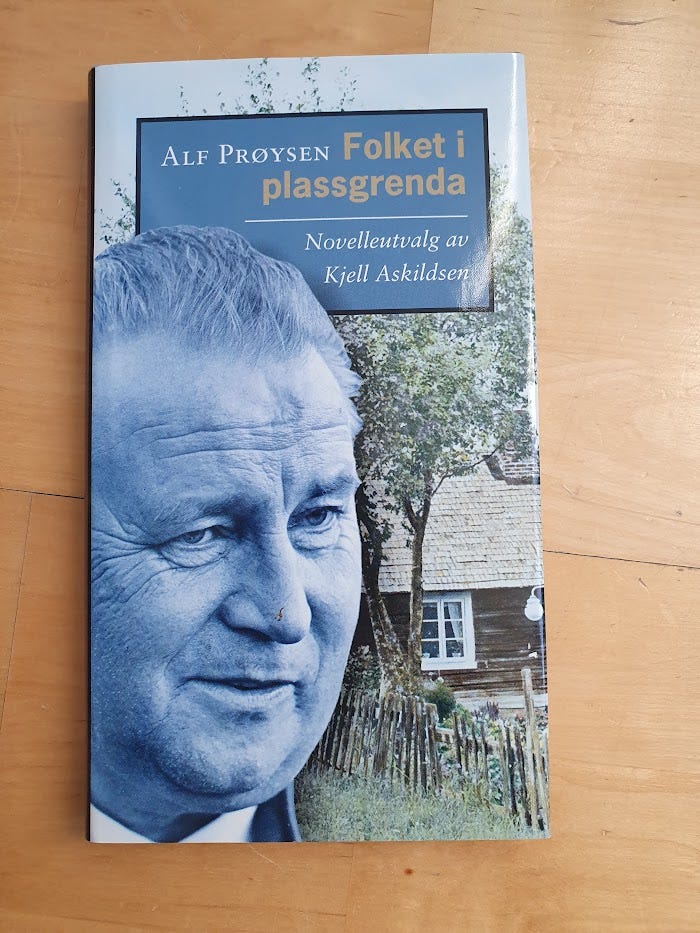 Alf Prøysen Folket i
plassgrenda
Novelleutvalg av
Kjell Askildsen